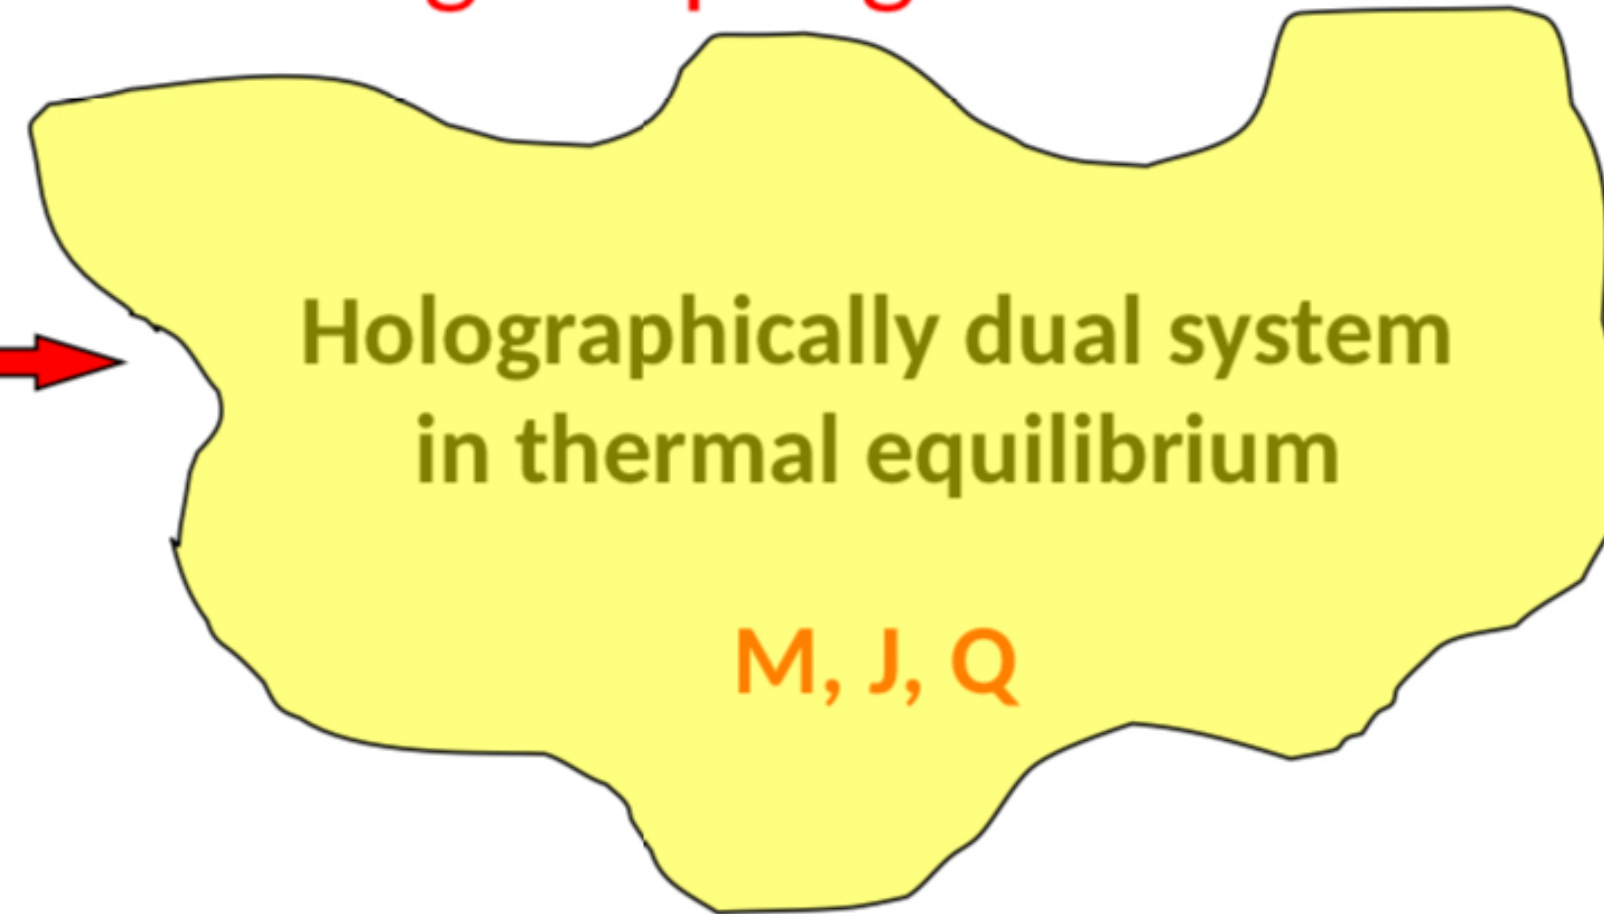 Holographically dual system
in thermal equilibrium
M, J, Q